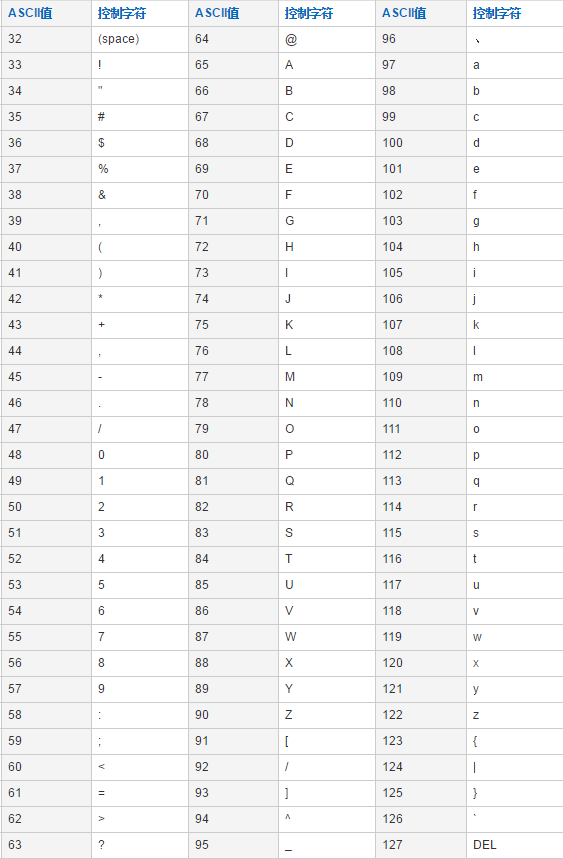 ASCII值 控制字符 ASCII值 控制字符 ASCII值 控制字符
32 (space) 64 @ 96 、
33 ! 65 A 97 a
34 " 66 B 98 b
35 # 67 C 99 c
36 $ 68 D 100 d
37 % 69 E 101 e
38 & 70 F 102 f
39 , 71 G 103 g
40 ( 72 H 104 h
41 ) 73 I 105 i
42 * 74 J 106 j
43 + 75 K 107 k
44 , 76 L 108 l
45 - 77 M 109 m
46 . 78 N 110 n
47 / 79 O 111 o
48 0 80 P 112 p
49 1 81 Q 113 q
50 2 82 R 114 r
51 3 83 S 115 s
52 4 84 T 116 t
53 5 85 U 117 u
54 6 86 V 118 v
55 7 87 W 119 w
56 8 88 X 120 x
57 9 89 Y 121 y
58 : 90 Z 122 z
59 ; 91 [ 123 {
60 < 92 / 124 |
61 = 93 ] 125 }
62 > 94 ^ 126 `
63 ? 95 _ 127 DEL